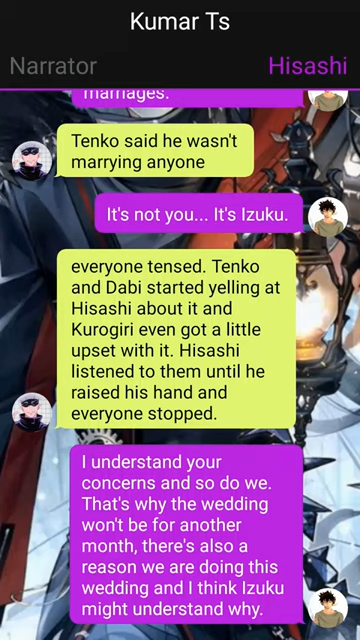 Kumar Ts
Narrator
Hisashi
marriages.
Tenko said he wasn't
marrying anyone
It's not you... It's Izuku.
everyone tensed. Tenko
and Dabi started yelling at
Hisashi about it and
Kurogiri even got a little
upset with it. Hisashi
listened to them until he
raised his hand and
everyone stopped.
I understand your
concerns and so do we.
That's why the wedding
won't be for another
month, there's also a
reason we are doing this
wedding and I think Izuku
might understand why.